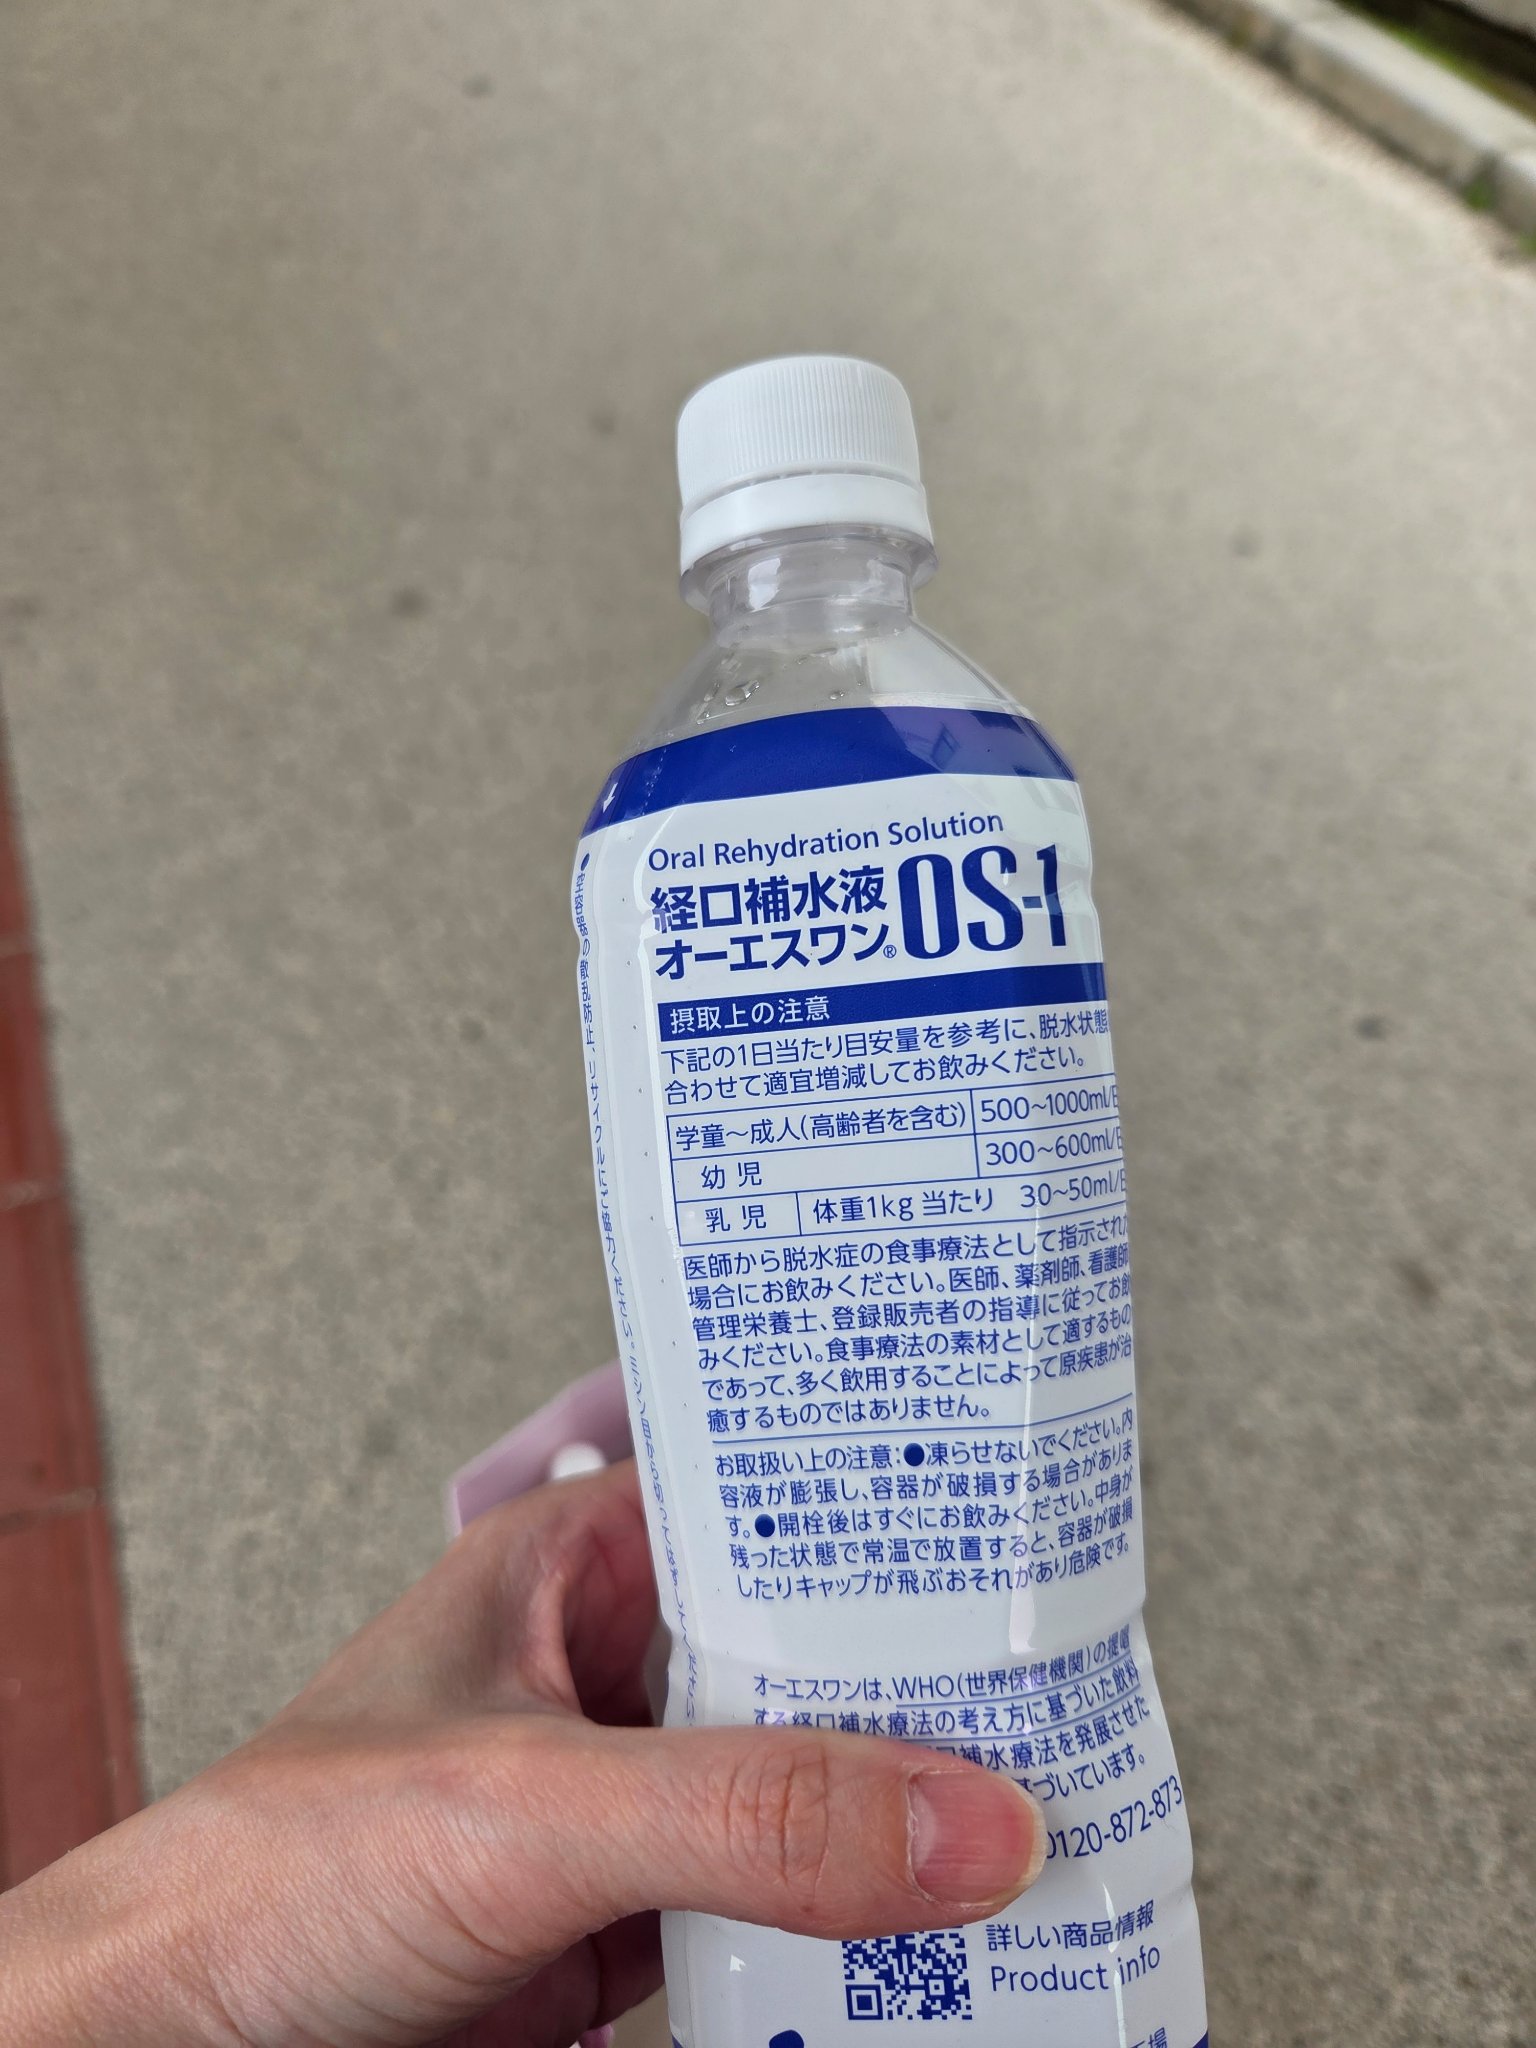 Oral Rehydration Solution
経口補水液
オーエスワン® OS-1
摂取上の注意
下記の1日当たり目安量を参考に、脱水状態
合わせて適宜増減してお飲みください。
学童～成人(高齢者を含む) 500~1000ml/日
幼児 300~600ml/日
乳児 体重1kg当たり 30~50ml/日
医師から脱水症の食事療法として指示された
場合にお飲みください。医師、薬剤師、看護師
管理栄養士、登録販売者の指導に従ってお飲
みください。食事療法の素材として適するもの
であって、多く飲用することによって原疾患が治
癒するものではありません。
お取扱い上の注意:●凍らせないでください。内
容液が膨張し、容器が破損する場合がありま
す。●開栓後はすぐにお飲みください。中身が
残った状態で常温で放置すると、容器が破損
したりキャップが飛ぶおそれがあり危険です。
オーエスワンは、WHO(世界保健機関)の提唱
する経口補水療法の考え方に基づいた飲料
補水療法を発展させた
づいています。
0120-872-873
詳しい商品情報
Product info
工場
●空容器の散乱防止、リサイクルにご協力ください。